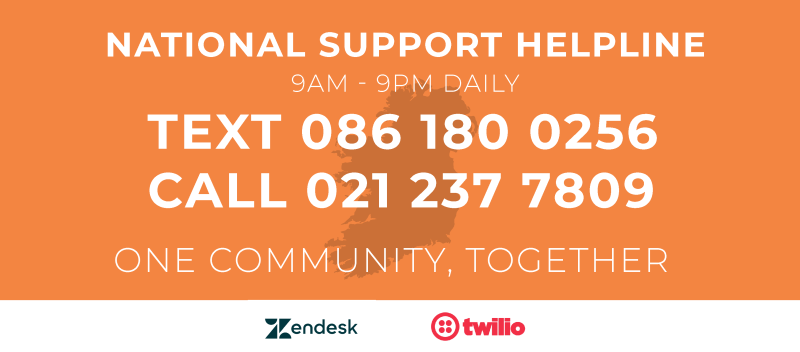 NATIONAL SUPPORT HELPLINE
9AM - 9PM DAILY
TEXT 086 180 0256
CALL 021 237 7809
ONE COMMUNITY, TOGETHER
zendesk twilio